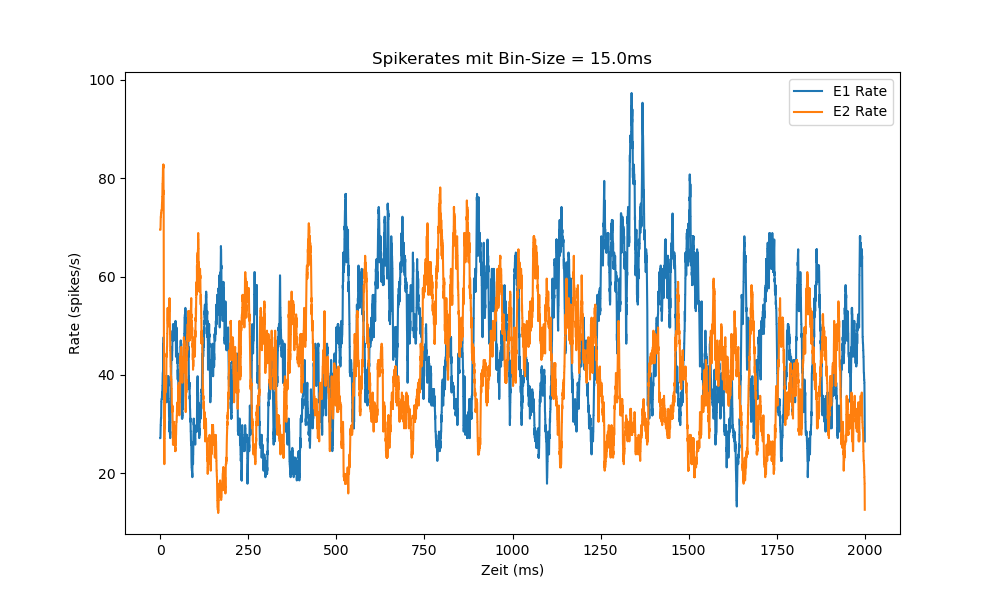 Spikerates mit Bin-Size = 15.0ms
E1 Rate
E2 Rate
Rate (spikes/s)
100
80
60
40
20
0
250
500
750
1000
1250
1500
1750
2000
Zeit (ms)